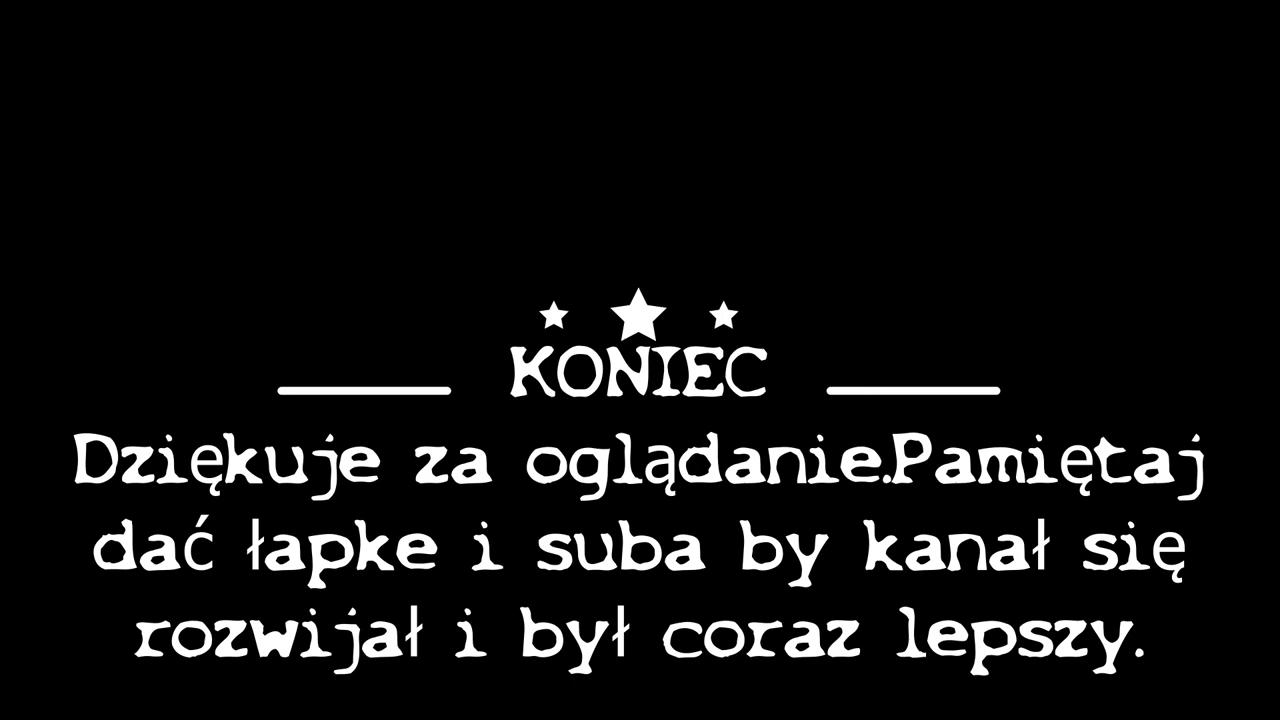 KONIEC
Dziękuje za oglądanie.Pamiętaj
dać łapke i suba by kanał się
rozwijał i był coraz lepszy.